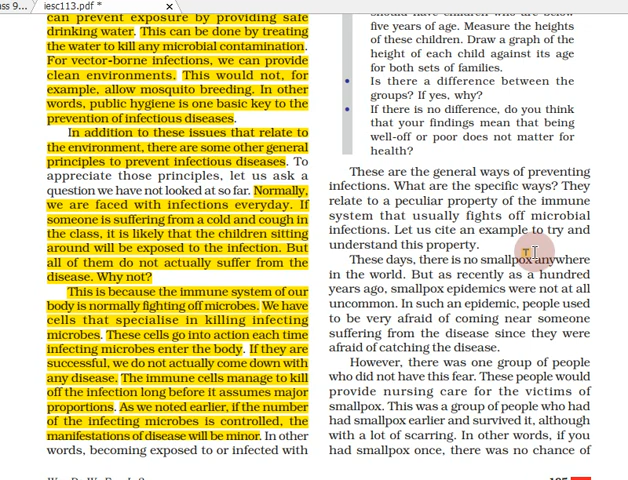 ass 9... iesc113.pdf *
can prevent exposure by providing safe
drinking water. This can be done by treating
the water to kill any microbial contamination.
For vector-borne infections, we can provide
clean environments. This would not, for
example, allow mosquito breeding. In other
words, public hygiene is one basic key to the
prevention of infectious diseases.
In addition to these issues that relate to
the environment, there are some other general
principles to prevent infectious diseases. To
appreciate those principles, let us ask a
question we have not looked at so far. Normally,
we are faced with infections everyday. If
someone is suffering from a cold and cough in
the class, it is likely that the children sitting
around will be exposed to the infection. But
all of them do not actually suffer from the
disease. Why not?
This is because the immune system of our
body is normally fighting off microbes. We have
cells that specialise in killing infecting
microbes. These cells go into action each time
infecting microbes enter the body. If they are
successful, we do not actually come down with
any disease. The immune cells manage to kill
off the infection long before it assumes major
proportions. As we noted earlier, if the number
of the infecting microbes is controlled, the
manifestations of disease will be minor. In other
words, becoming exposed to or infected with
should have children who are below
five years of age. Measure the heights
of these children. Draw a graph of the
height of each child against its age
for both sets of families.
• Is there a difference between the
groups? If yes, why?
• If there is no difference, do you think
that your findings mean that being
well-off or poor does not matter for
health?
These are the general ways of preventing
infections. What are the specific ways? They
relate to a peculiar property of the immune
system that usually fights off microbial
infections. Let us cite an example to try and
understand this property.
These days, there is no smallpox anywhere
in the world. But as recently as a hundred
years ago, smallpox epidemics were not at all
uncommon. In such an epidemic, people used
to be very afraid of coming near someone
suffering from the disease since they were
afraid of catching the disease.
However, there was one group of people
who did not have this fear. These people would
provide nursing care for the victims of
smallpox. This was a group of people who had
had smallpox earlier and survived it, although
with a lot of scarring. In other words, if you
had smallpox once, there was no chance of